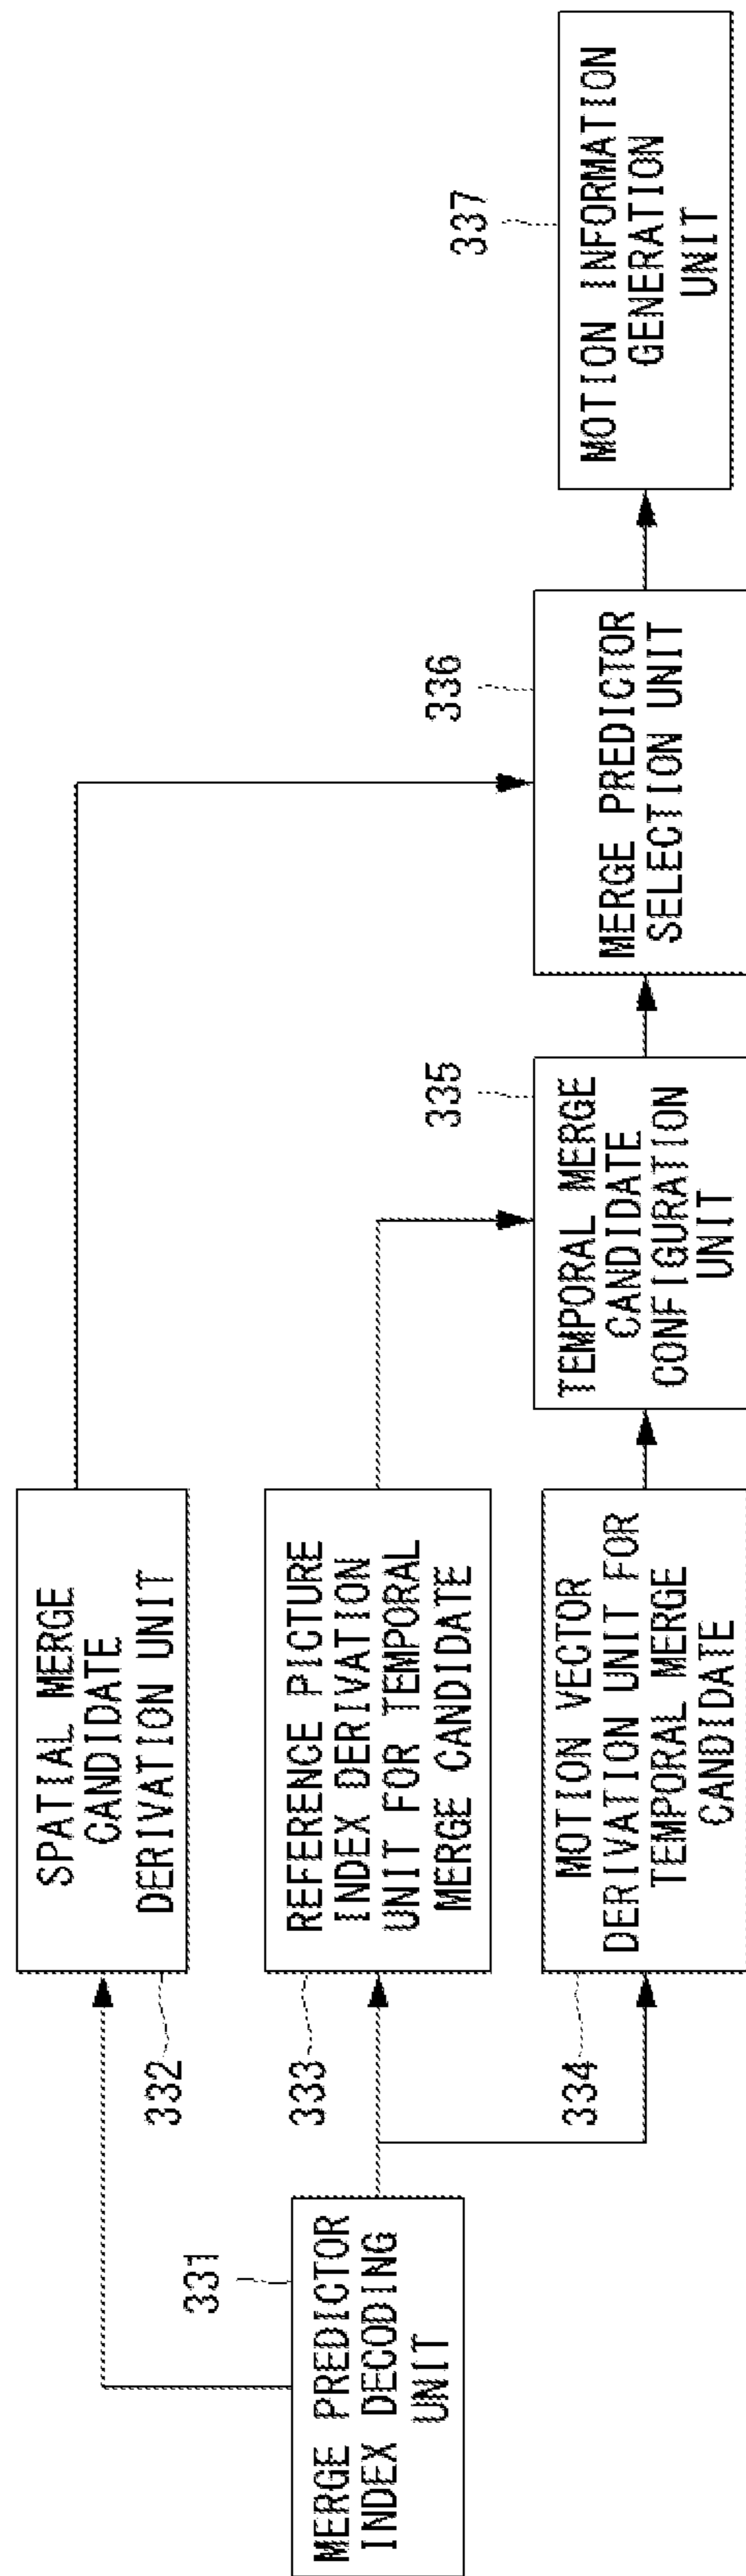 331
MERGE PREDICTOR
INDEX DECODING
UNIT
332
SPATIAL MERGE
CANDIDATE
DERIVATION UNIT
333
REFERENCE PICTURE
INDEX DERIVATION
UNIT FOR TEMPORAL
MERGE CANDIDATE
334
MOTION VECTOR
DERIVATION UNIT FOR
TEMPORAL MERGE
CANDIDATE
335
TEMPORAL MERGE
CANDIDATE
CONFIGURATION
UNIT
336
MERGE PREDICTOR
SELECTION UNIT
337
MOTION INFORMATION
GENERATION
UNIT